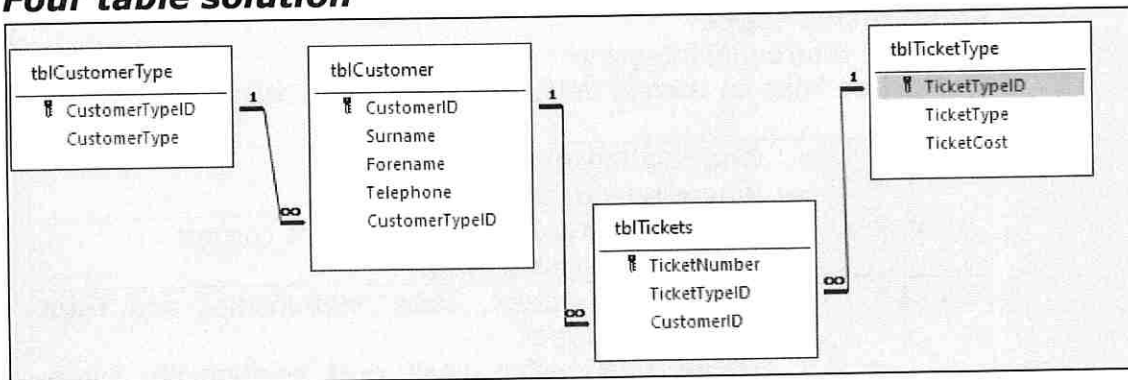 Four table solution
tblCustomerType
CustomerTypeID
CustomerType
1
∞
tblCustomer
CustomerID
Surname
Forename
Telephone
CustomerTypeID
1
∞
tblTickets
TicketNumber
TicketTypeID
CustomerID
1
∞
tblTicketType
TicketTypeID
TicketType
TicketCost